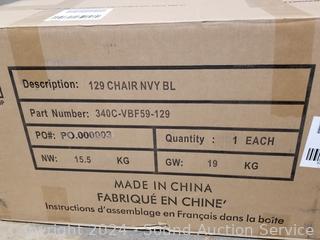 Description: 129 CHAIR NVY BL
Part Number: 340C-VBF59-129
PO#: PO.000003 Quantity : 1 EACH
NW: 15.5 KG GW: 19 KG
MADE IN CHINA
FABRIQUÉ EN CHINE
Instructions d'assemblage en Français dans la boîte
Copyright 2024 - Sound Auction Service